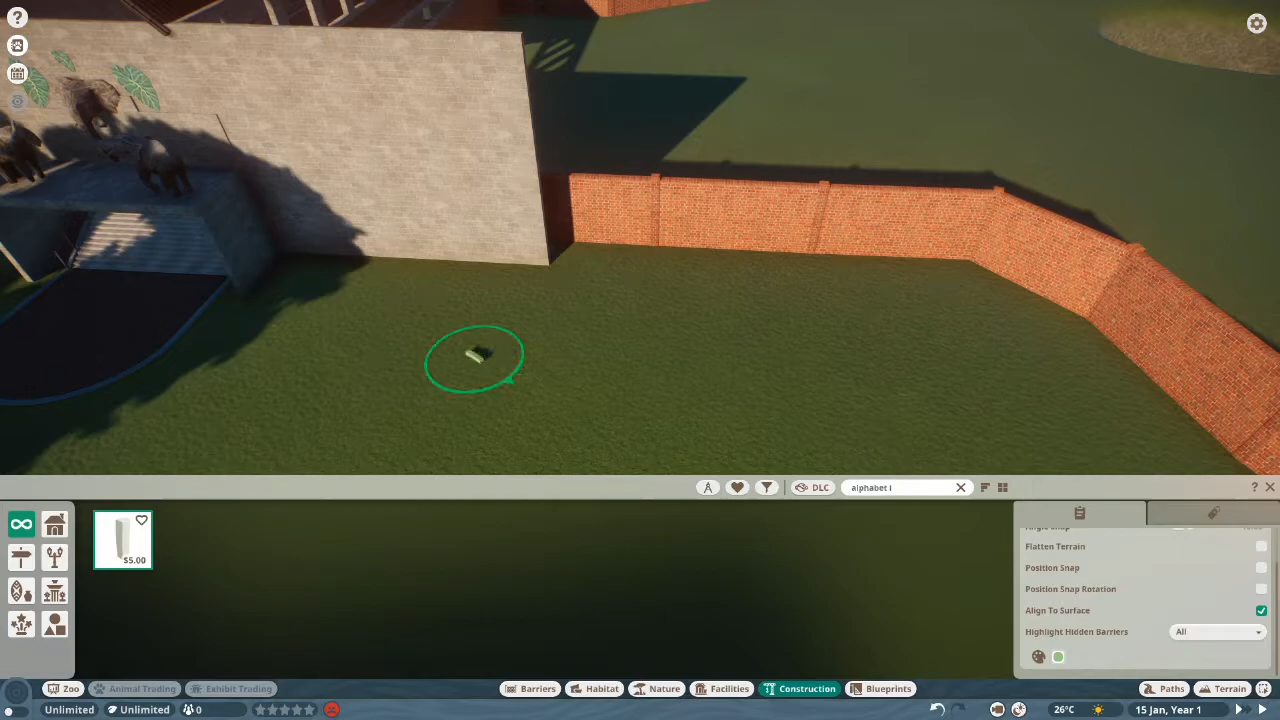 ?
DLC
alphabet i
? ×
$5.00
Flatten Terrain
Position Snap
Position Snap Rotation
Align To Surface
Highlight Hidden Barriers All
Zoo Animal Trading Exhibit Trading Barriers Habitat Nature Facilities Construction Blueprints Paths Terrain
Unlimited Unlimited 0 26°C 15 Jan, Year 1